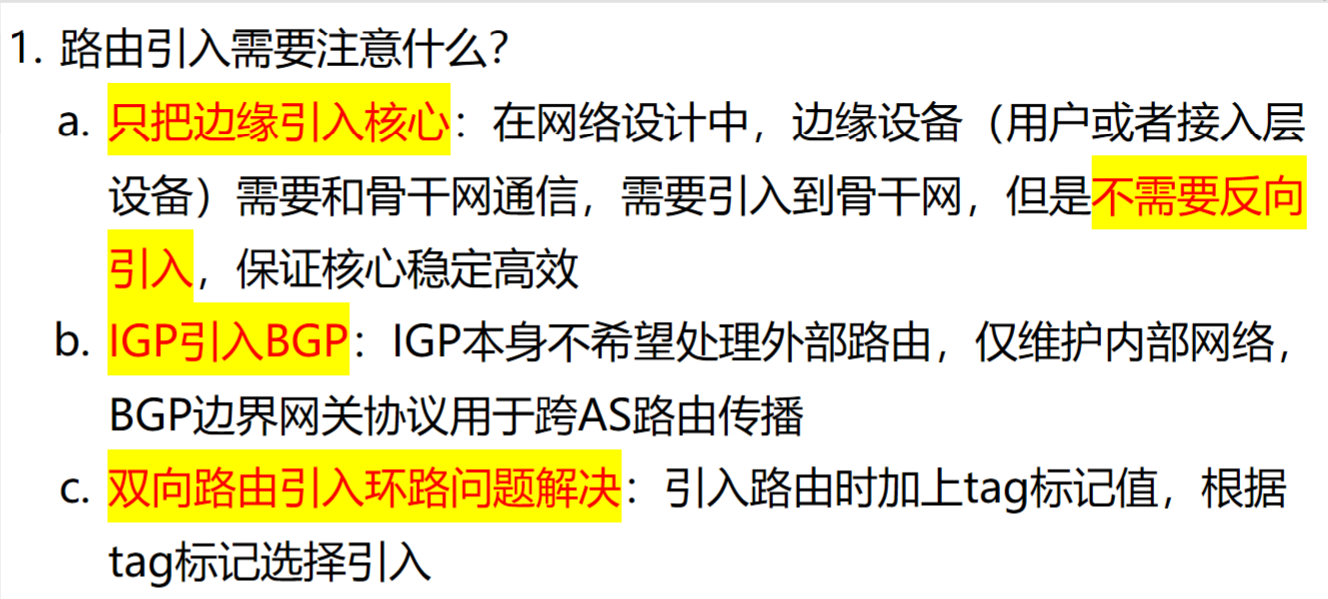 1. 路由引入需要注意什么？
a. 只把边缘引入核心：在网络设计中，边缘设备（用户或者接入层
设备）需要和骨干网通信，需要引入到骨干网，但是不需要反向
引入，保证核心稳定高效
b. IGP引入BGP：IGP本身不希望处理外部路由，仅维护内部网络，
BGP边界网关协议用于跨AS路由传播
c. 双向路由引入环路问题解决：引入路由时加上tag标记值，根据
tag标记选择引入